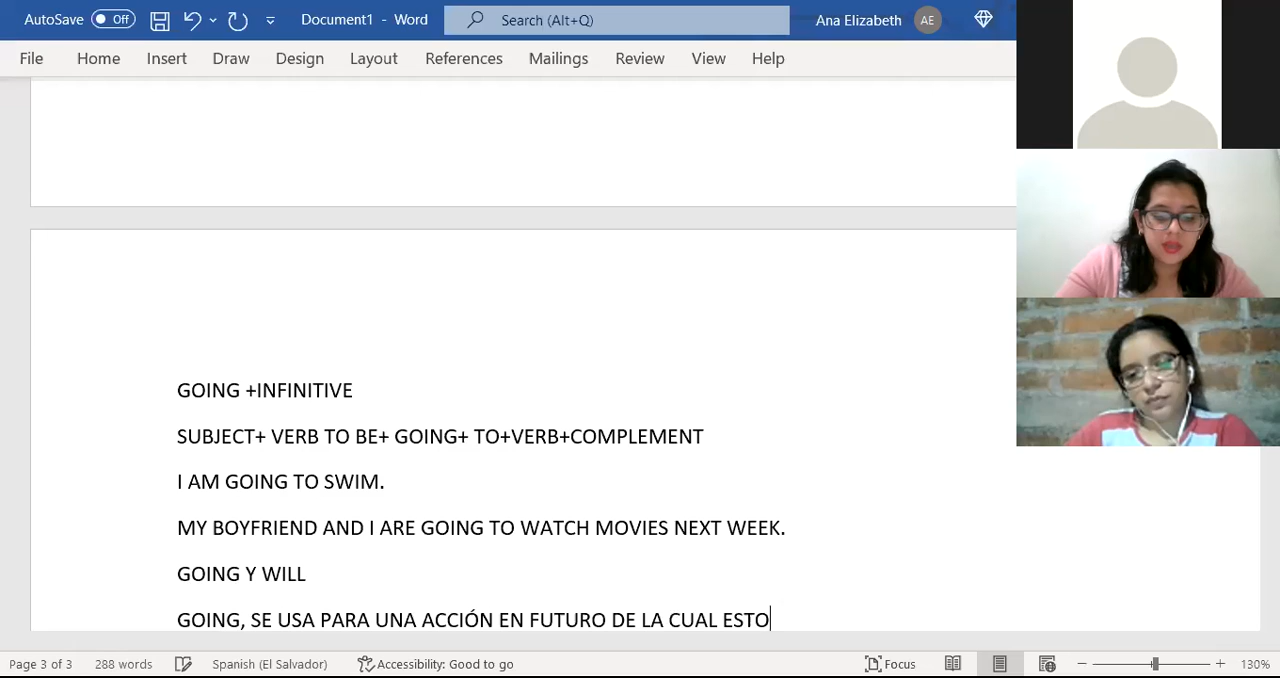 AutoSave Off Document1 - Word Search (Alt+Q) Ana Elizabeth AE
File Home Insert Draw Design Layout References Mailings Review View Help
GOING +INFINITIVE
SUBJECT+ VERB TO BE+ GOING+ TO+VERB+COMPLEMENT
I AM GOING TO SWIM.
MY BOYFRIEND AND I ARE GOING TO WATCH MOVIES NEXT WEEK.
GOING Y WILL
GOING, SE USA PARA UNA ACCIÓN EN FUTURO DE LA CUAL ESTO
Page 3 of 3 288 words Spanish (El Salvador) Accessibility: Good to go Focus 130%